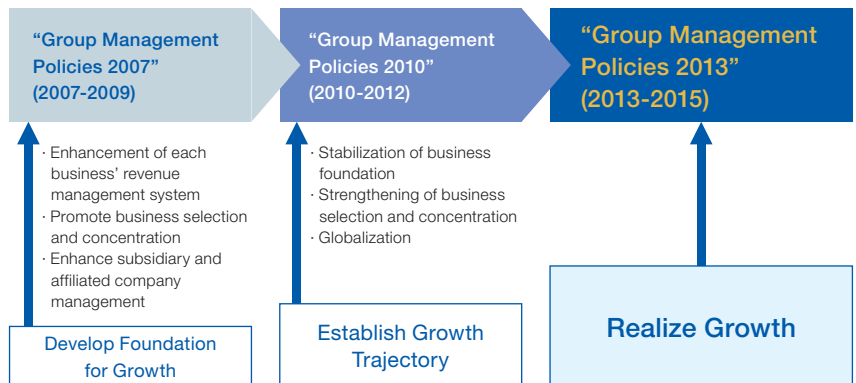 “Group Management
Policies 2007”
(2007-2009)
· Enhancement of each
business’ revenue
management system
· Promote business selection
and concentration
· Enhance subsidiary and
affiliated company
management
Develop Foundation
for Growth
“Group Management
Policies 2010”
(2010-2012)
· Stabilization of business
foundation
· Strengthening of business
selection and concentration
· Globalization
Establish Growth
Trajectory
“Group Management
Policies 2013”
(2013-2015)
Realize Growth